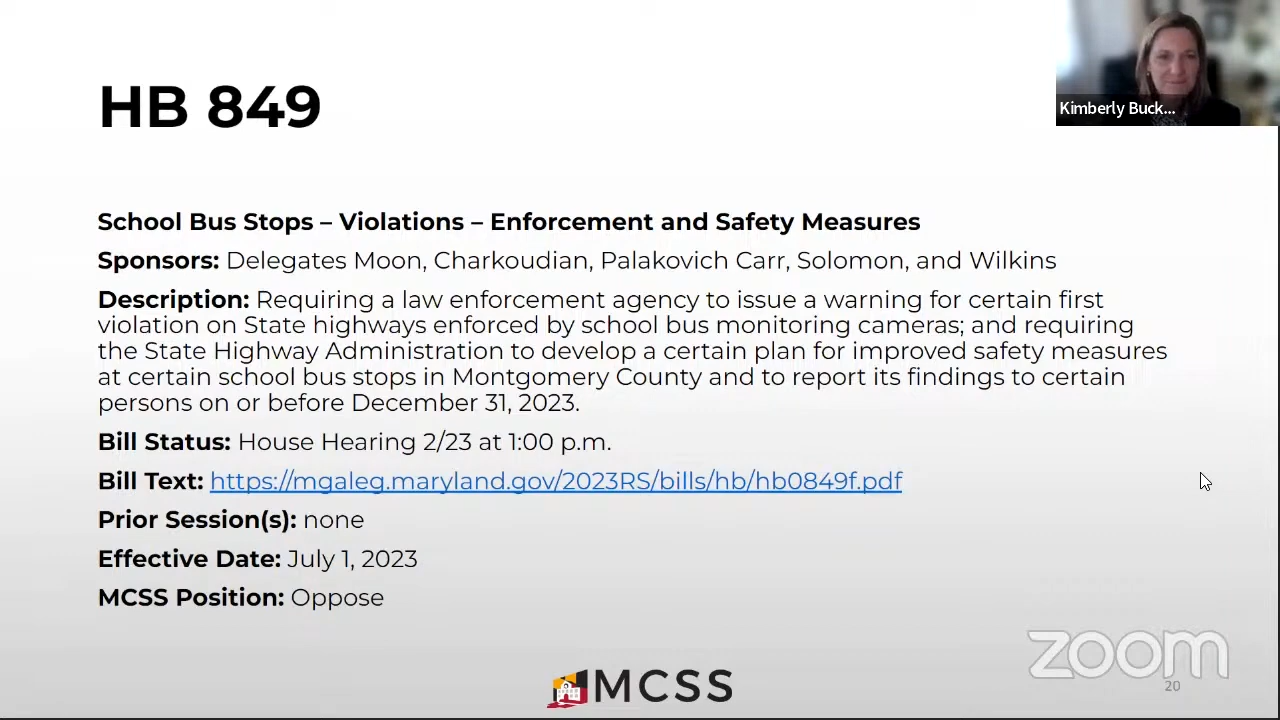 Kimberly Buck...
HB 849
School Bus Stops – Violations – Enforcement and Safety Measures
Sponsors: Delegates Moon, Charkoudian, Palakovich Carr, Solomon, and Wilkins
Description: Requiring a law enforcement agency to issue a warning for certain first
violation on State highways enforced by school bus monitoring cameras; and requiring
the State Highway Administration to develop a certain plan for improved safety measures
at certain school bus stops in Montgomery County and to report its findings to certain
persons on or before December 31, 2023.
Bill Status: House Hearing 2/23 at 1:00 p.m.
Bill Text: https://mgaleg.maryland.gov/2023RS/bills/hb/hb0849f.pdf
Prior Session(s): none
Effective Date: July 1, 2023
MCSS Position: Oppose
zoom
20
MCSS